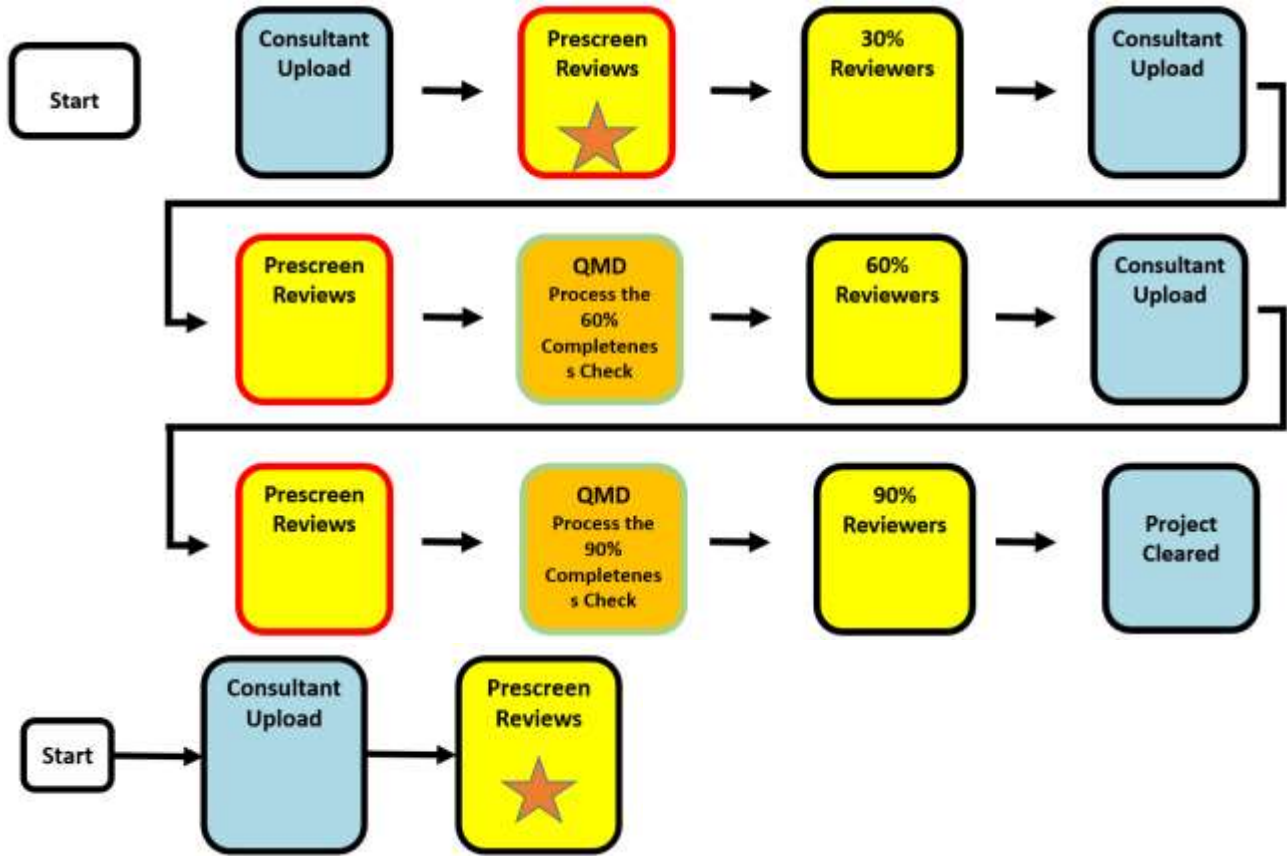 Start
Consultant
Upload
Prescreen
Reviews
30%
Reviewers
Consultant
Upload
Prescreen
Reviews
QMD
Process the
60%
Completenes
s Check
60%
Reviewers
Consultant
Upload
Prescreen
Reviews
QMD
Process the
90%
Completenes
s Check
90%
Reviewers
Project
Cleared
Start
Consultant
Upload
Prescreen
Reviews